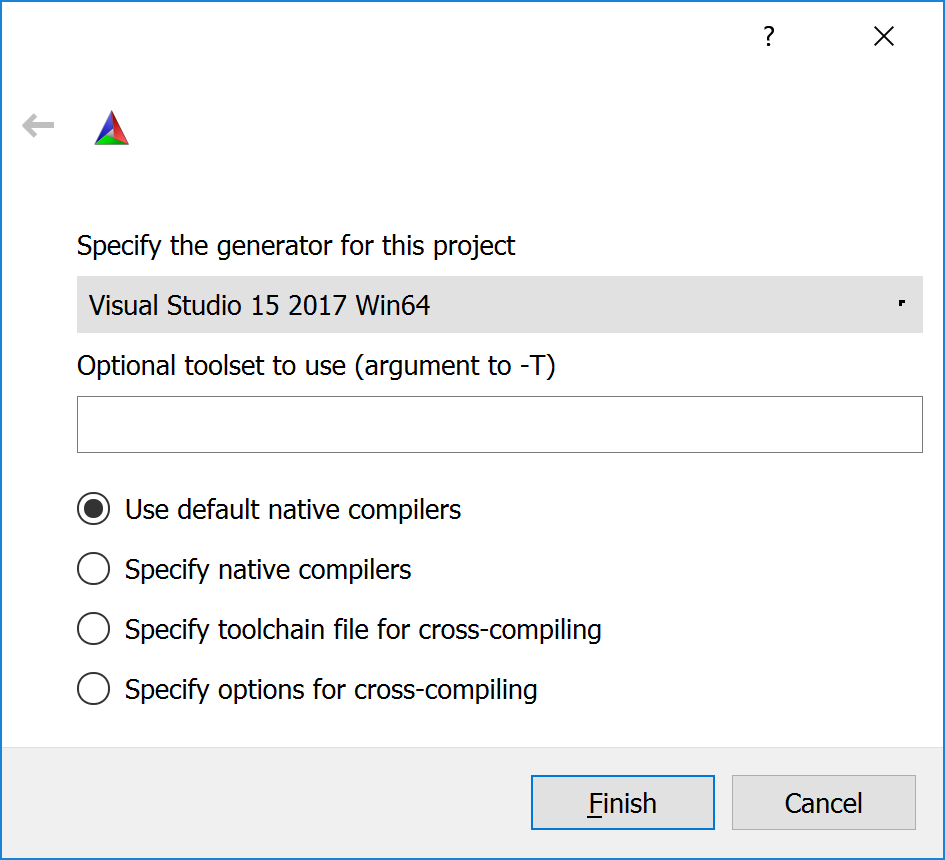 ?
Specify the generator for this project
Visual Studio 15 2017 Win64
Optional toolset to use (argument to -T)
Use default native compilers
Specify native compilers
Specify toolchain file for cross-compiling
Specify options for cross-compiling
Finish
Cancel